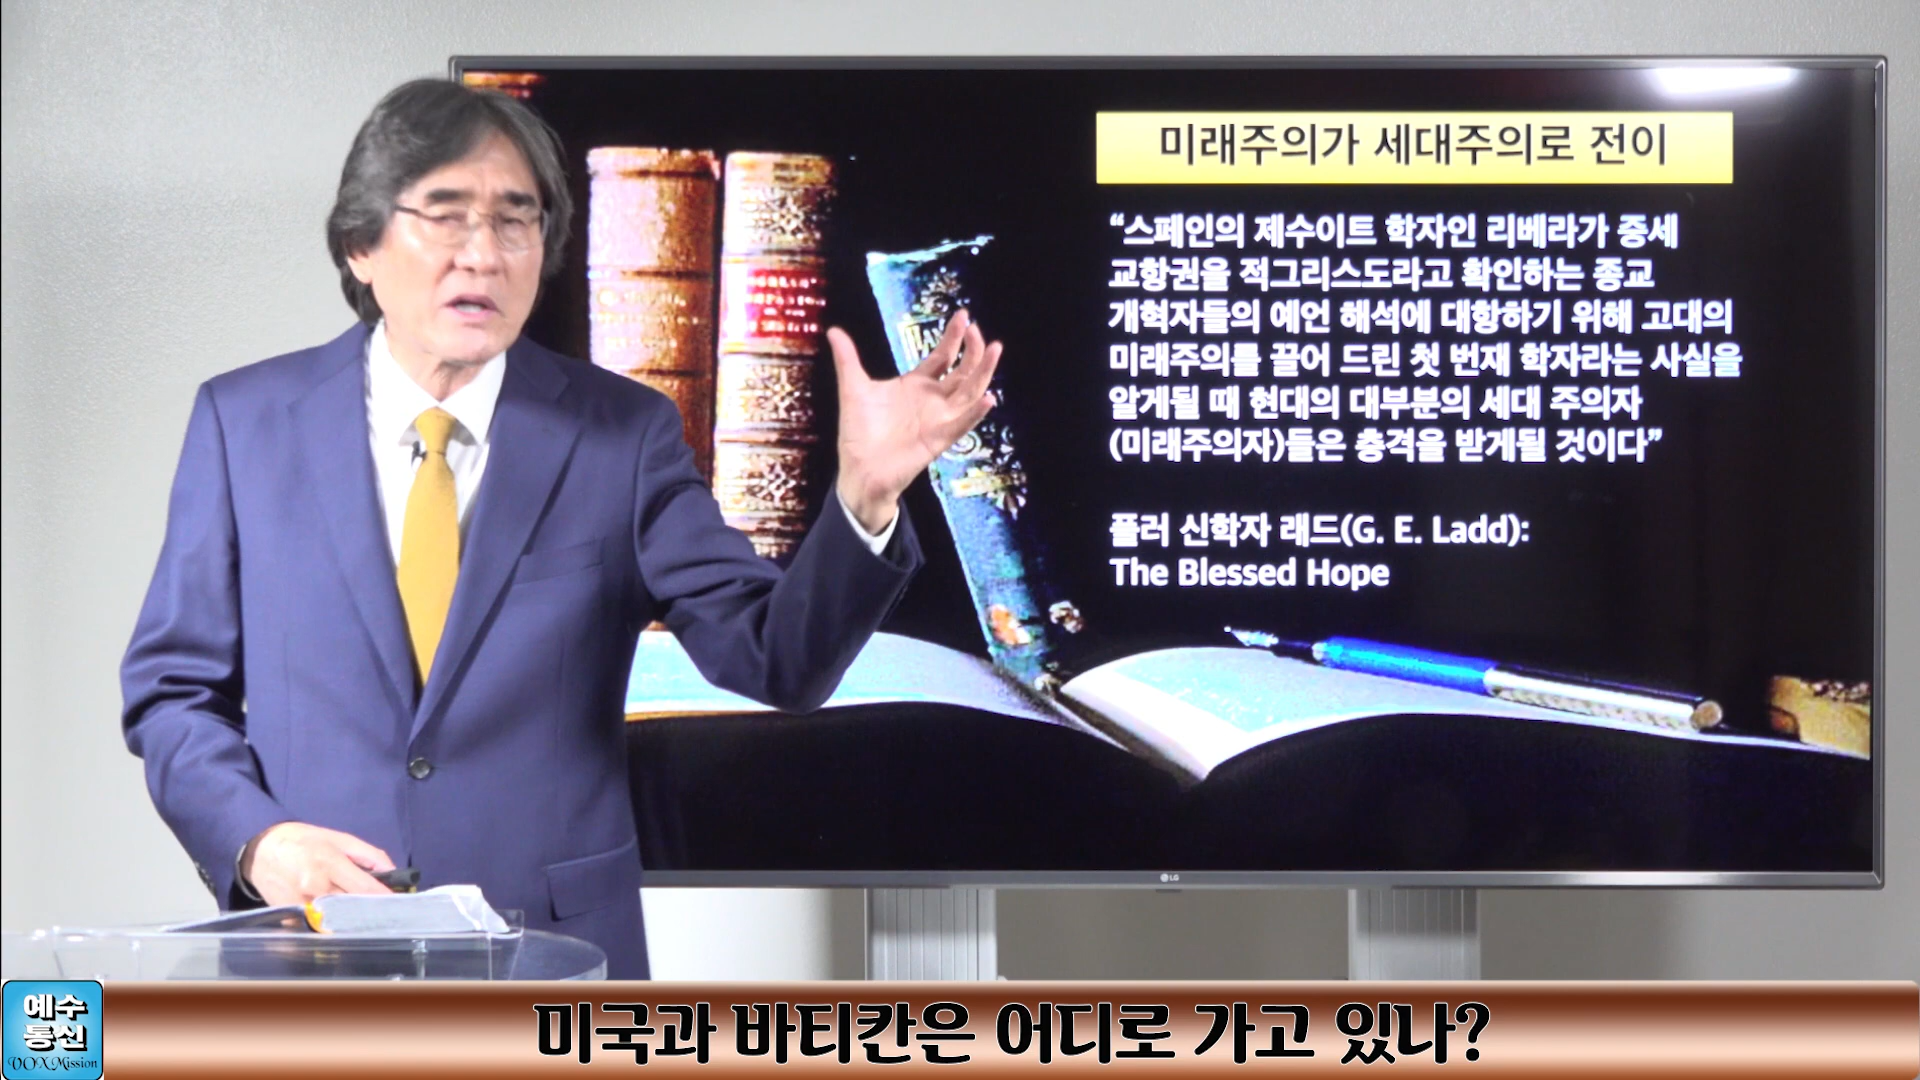 미래주의가 세대주의로 전이
“스페인의 제수이트 학자인 리베라가 중세
교항권을 적그리스도라고 확인하는 종교
개혁자들의 예언 해석에 대항하기 위해 고대의
미래주의를 끌어 드린 첫 번재 학자라는 사실을
알게될 때 현대의 대부분의 세대 주의자
(미래주의자)들은 충격을 받게될 것이다”
풀러 신학자 래드(G. E. Ladd):
The Blessed Hope
LG
예수
통신
VOX Mission
미국과 바티칸은 어디로 가고 있나?